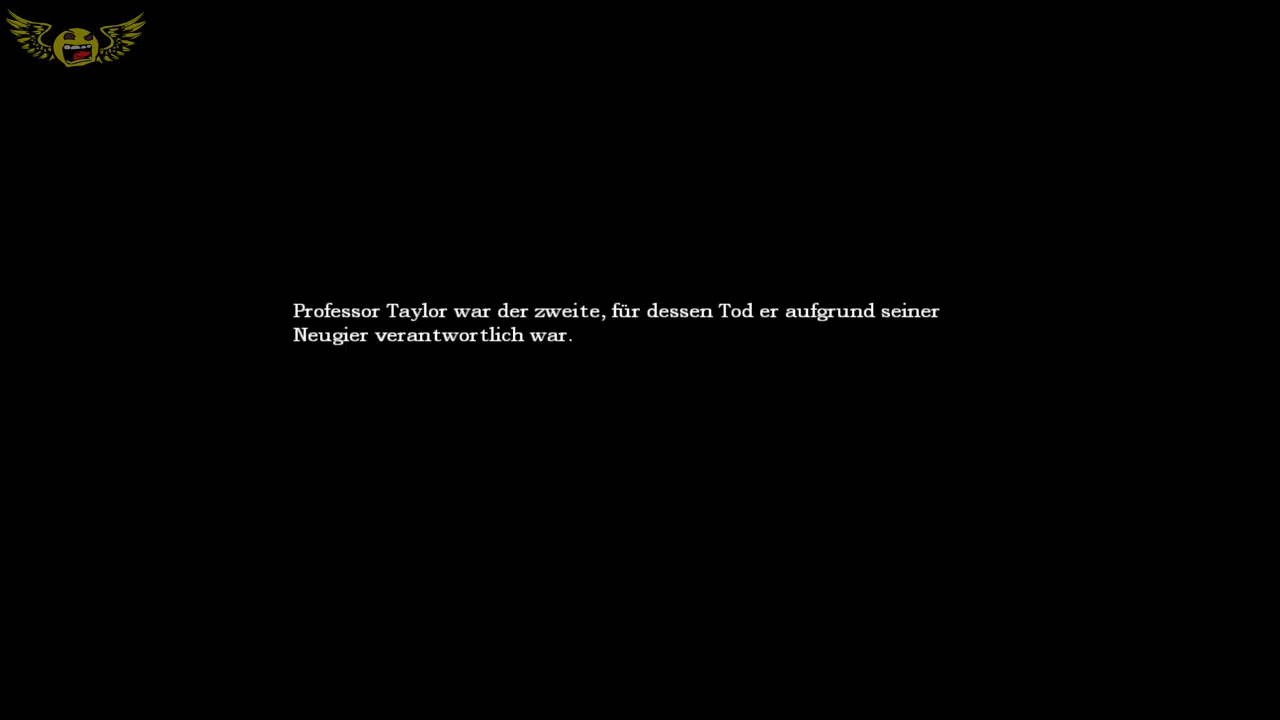 Professor Taylor war der zweite, für dessen Tod er aufgrund seiner
Neugier verantwortlich war.